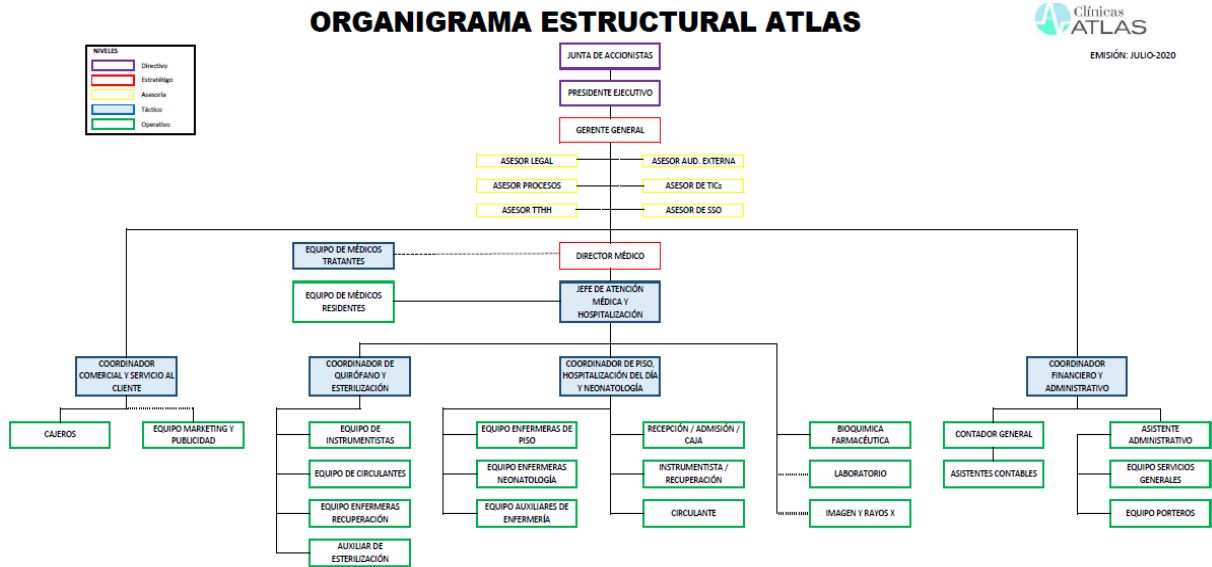 ORGANIGRAMA ESTRUCTURAL ATLAS
Clínicas
ATLAS
EMISIÓN: JULIO-2020
NIVELES
Directivo
Estratétigo
Asesoría
Táctico
Operativo
JUNTA DE ACCIONISTAS
PRESIDENTE EJECUTIVO
GERENTE GENERAL
ASESOR LEGAL
ASESOR AUD. EXTERNA
ASESOR PROCESOS
ASESOR DE TICs
ASESOR TTHH
ASESOR DE SSO
EQUIPO DE MÉDICOS
TRATANTES
DIRECTOR MÉDICO
EQUIPO DE MÉDICOS
RESIDENTES
JEFE DE ATENCIÓN
MÉDICA Y
HOSPITALIZACIÓN
COORDINADOR
COMERCIAL Y SERVICIO AL
CLIENTE
COORDINADOR DE
QUIRÓFANO Y
ESTERILIZACIÓN
COORDINADOR DE PISO,
HOSPITALIZACIÓN DEL DÍA
Y NEONATOLOGÍA
COORDINADOR
FINANCIERO Y
ADMINISTRATIVO
CAJEROS
EQUIPO MARKETING Y
PUBLICIDAD
EQUIPO DE
INSTRUMENTISTAS
EQUIPO DE CIRCULANTES
EQUIPO ENFERMERAS
RECUPERACIÓN
AUXILIAR DE
ESTERILIZACIÓN
EQUIPO ENFERMERAS DE
PISO
EQUIPO ENFERMERAS
NEONATOLOGÍA
EQUIPO AUXILIARES DE
ENFERMERÍA
RECEPCIÓN / ADMISIÓN /
CAJA
INSTRUMENTISTA /
RECUPERACIÓN
CIRCULANTE
BIOQUIMICA
FARMACÉUTICA
LABORATORIO
IMAGEN Y RAYOS X
CONTADOR GENERAL
ASISTENTES CONTABLES
ASISTENTE
ADMINISTRATIVO
EQUIPO SERVICIOS
GENERALES
EQUIPO PORTEROS